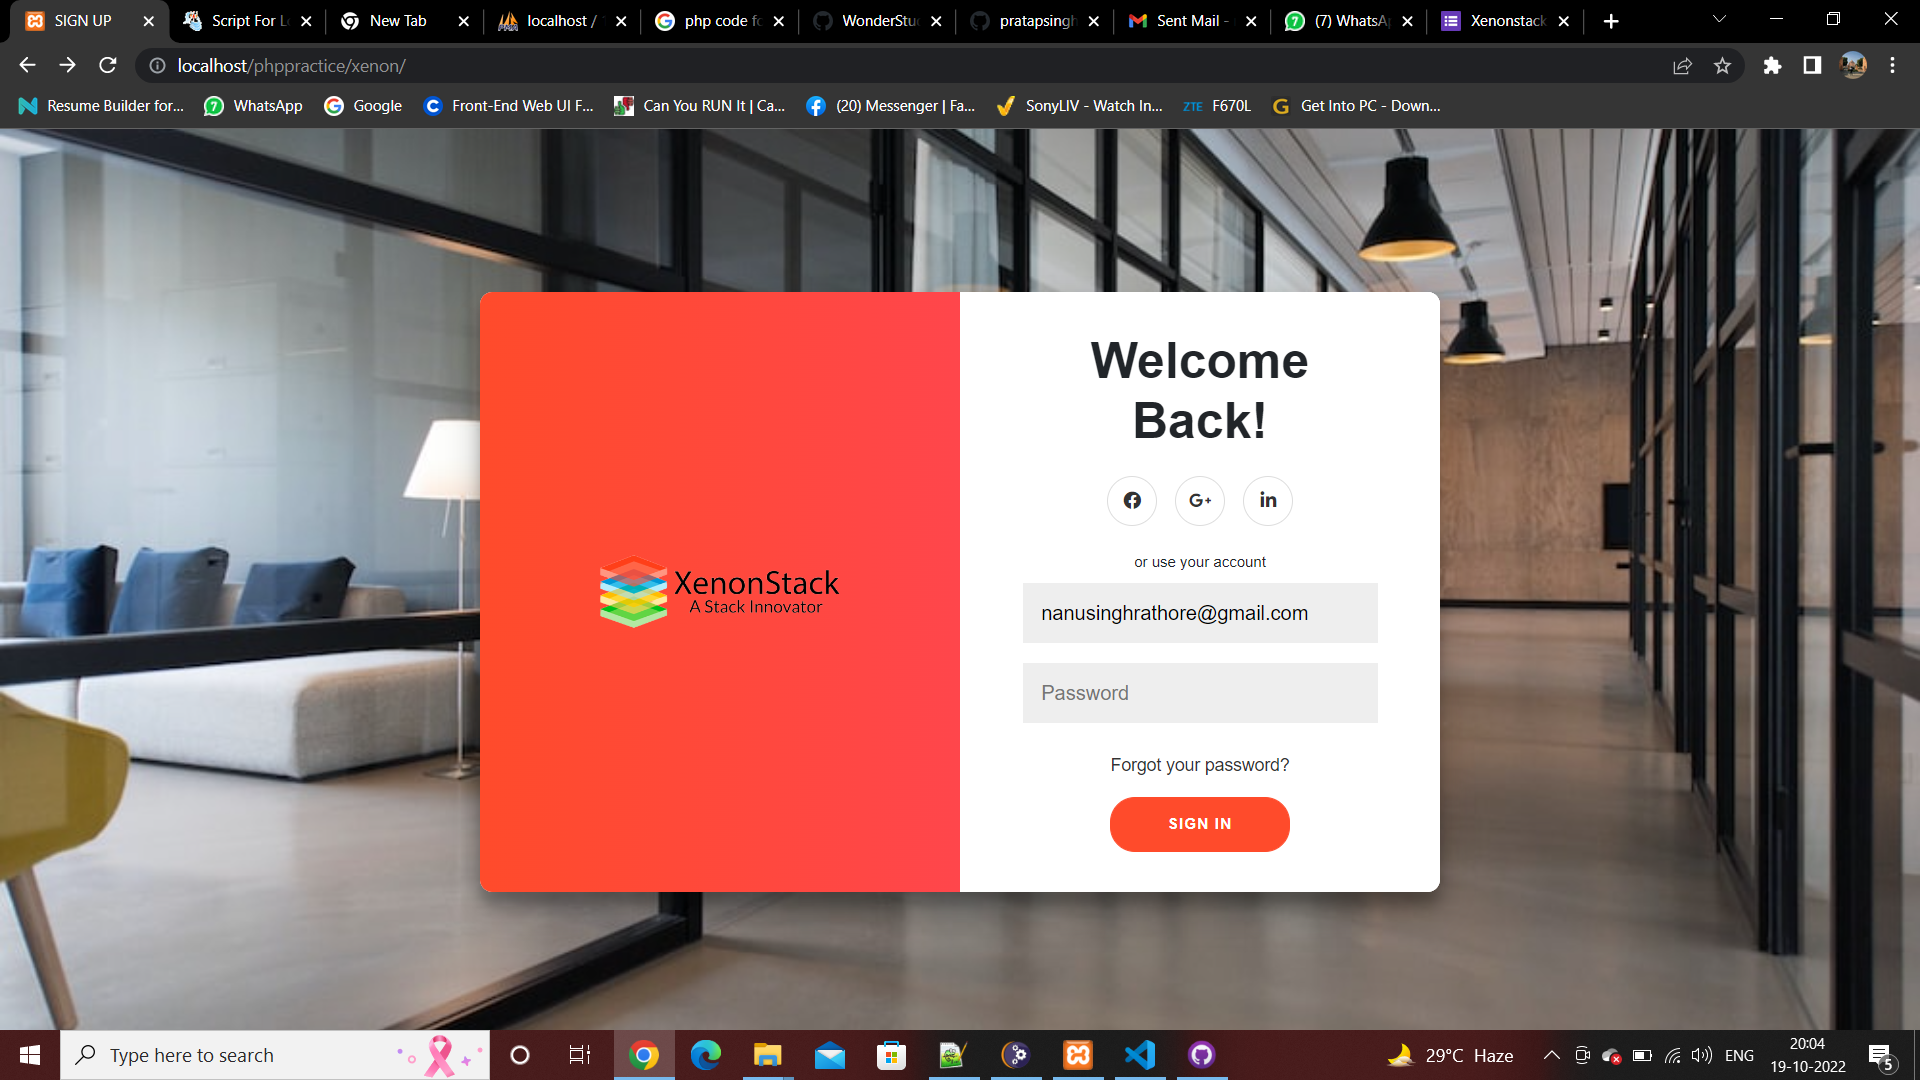 SIGN UP
Script For L
New Tab
localhost /
php code fo
WonderStu
pratapsingh
Sent Mail -
(7) WhatsA
Xenonstack
localhost/phppractice/xenon/
Resume Builder for...
WhatsApp
Google
Front-End Web UI F...
Can You RUN It | Ca...
(20) Messenger | Fa...
SonyLIV - Watch In...
ZTE F670L
Get Into PC - Down...
Welcome
Back!
G+
in
or use your account
XenonStack
A Stack Innovator
nanusinghrathore@gmail.com
Password
Forgot your password?
SIGN IN
Type here to search
29°C Haze
ENG
20:04
19-10-2022
5